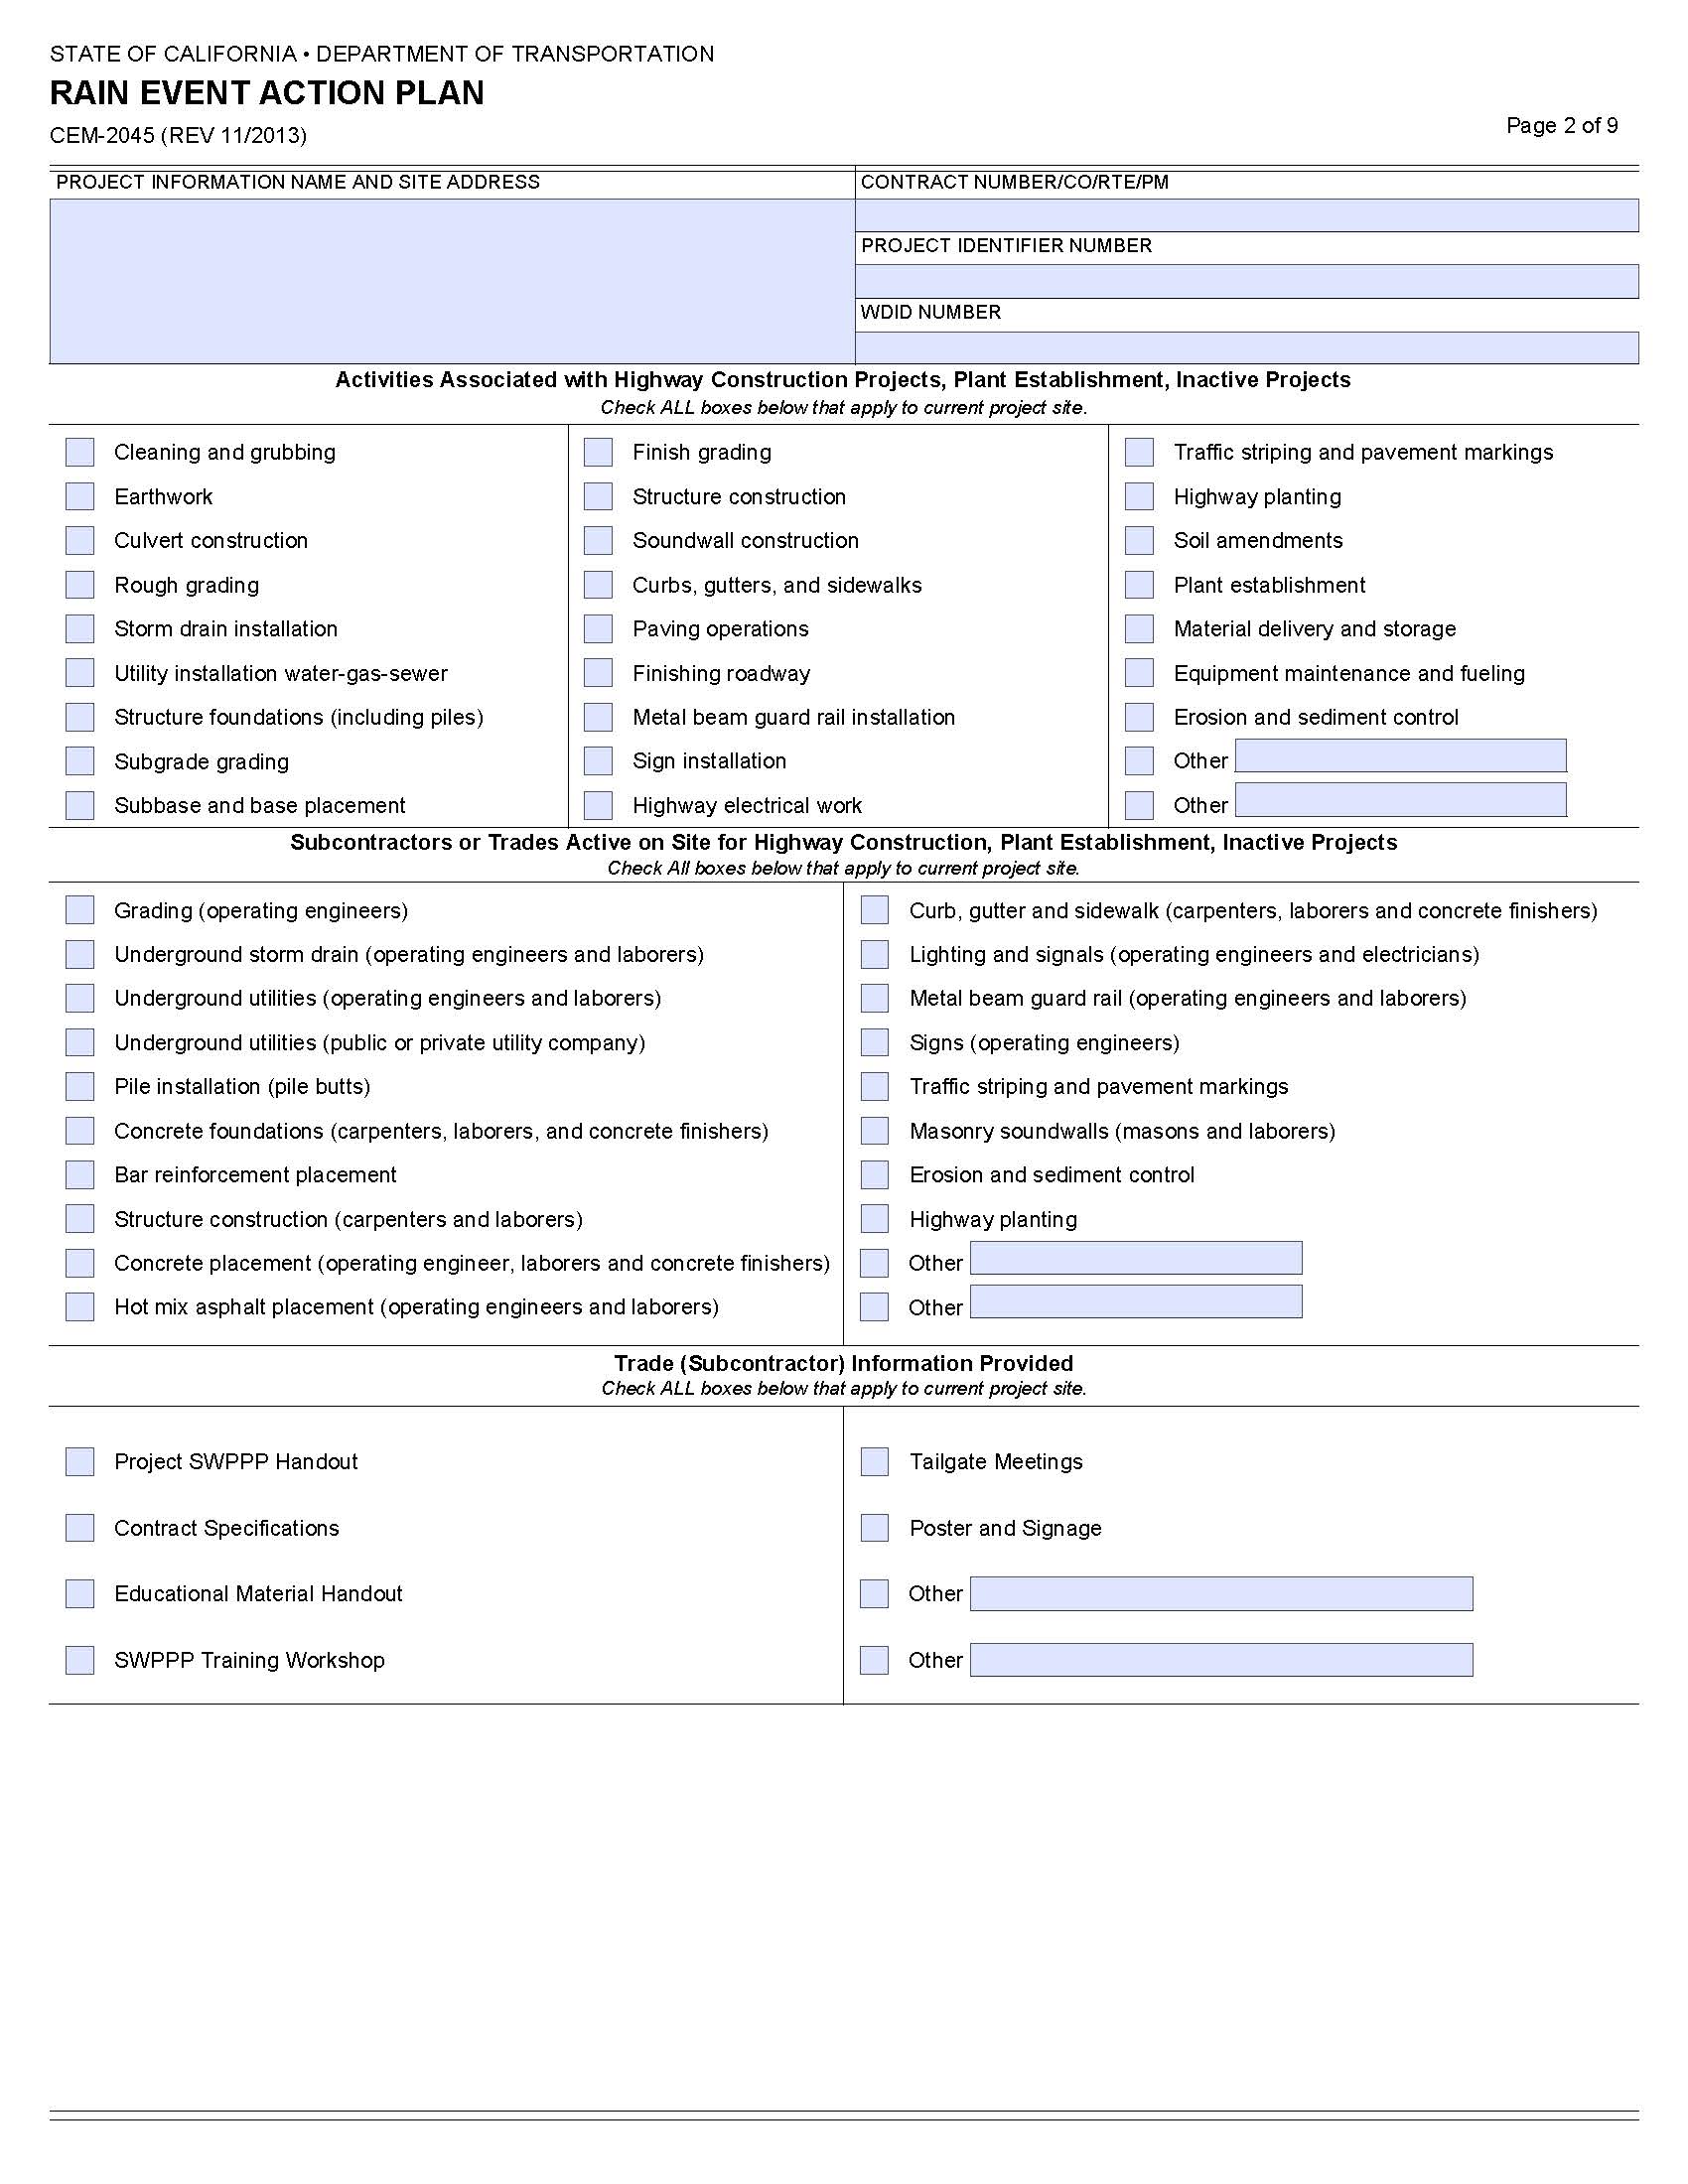 STATE OF CALIFORNIA • DEPARTMENT OF TRANSPORTATION
RAIN EVENT ACTION PLAN
CEM-2045 (REV 11/2013)
Page 2 of 9
PROJECT INFORMATION NAME AND SITE ADDRESS
CONTRACT NUMBER/CO/RTE/PM
PROJECT IDENTIFIER NUMBER
WDID NUMBER
Activities Associated with Highway Construction Projects, Plant Establishment, Inactive Projects
Check ALL boxes below that apply to current project site.
Cleaning and grubbing
Earthwork
Culvert construction
Rough grading
Storm drain installation
Utility installation water-gas-sewer
Structure foundations (including piles)
Subgrade grading
Subbase and base placement
Finish grading
Structure construction
Soundwall construction
Curbs, gutters, and sidewalks
Paving operations
Finishing roadway
Metal beam guard rail installation
Sign installation
Highway electrical work
Traffic striping and pavement markings
Highway planting
Soil amendments
Plant establishment
Material delivery and storage
Equipment maintenance and fueling
Erosion and sediment control
Other
Other
Subcontractors or Trades Active on Site for Highway Construction, Plant Establishment, Inactive Projects
Check All boxes below that apply to current project site.
Grading (operating engineers)
Underground storm drain (operating engineers and laborers)
Underground utilities (operating engineers and laborers)
Underground utilities (public or private utility company)
Pile installation (pile butts)
Concrete foundations (carpenters, laborers, and concrete finishers)
Bar reinforcement placement
Structure construction (carpenters and laborers)
Concrete placement (operating engineer, laborers and concrete finishers)
Hot mix asphalt placement (operating engineers and laborers)
Curb, gutter and sidewalk (carpenters, laborers and concrete finishers)
Lighting and signals (operating engineers and electricians)
Metal beam guard rail (operating engineers and laborers)
Signs (operating engineers)
Traffic striping and pavement markings
Masonry soundwalls (masons and laborers)
Erosion and sediment control
Highway planting
Other
Other
Trade (Subcontractor) Information Provided
Check ALL boxes below that apply to current project site.
Project SWPPP Handout
Contract Specifications
Educational Material Handout
SWPPP Training Workshop
Tailgate Meetings
Poster and Signage
Other
Other